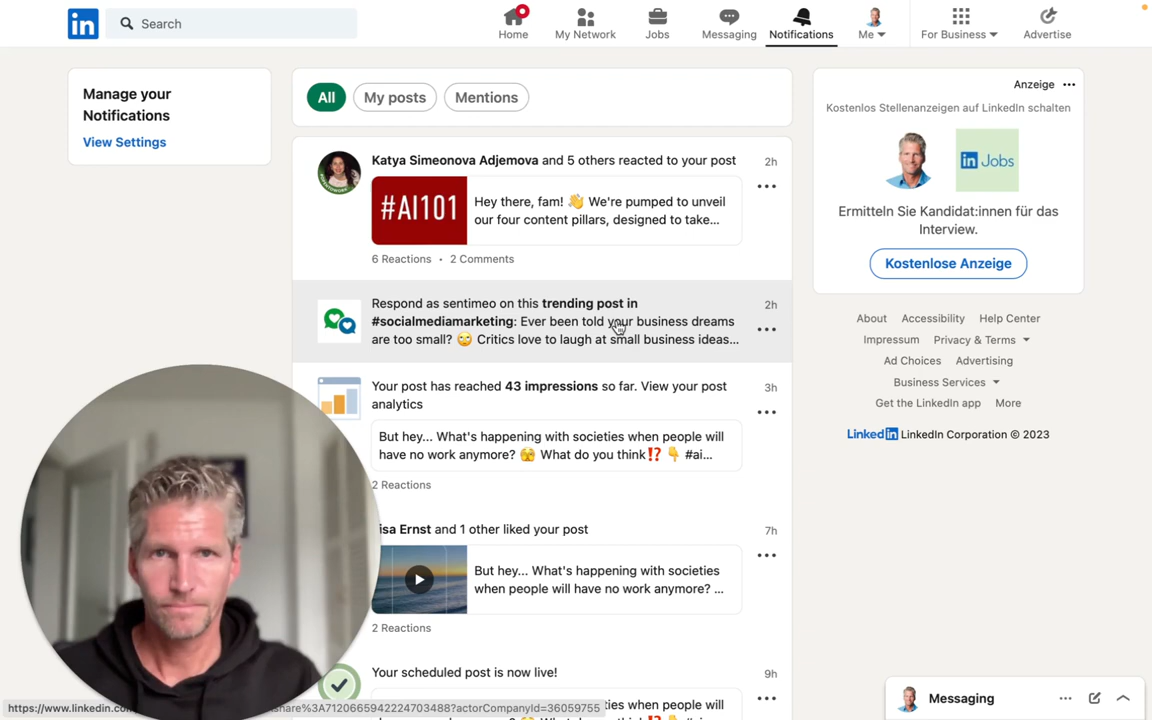 in
Search
Home
My Network
Jobs
Messaging
Notifications
Me
For Business
Advertise
Manage your
Notifications
View Settings
All
My posts
Mentions
Katya Simeonova Adjemova and 5 others reacted to your post
2h
#AI101
Hey there, fam! 👋 We're pumped to unveil
our four content pillars, designed to take...
6 Reactions • 2 Comments
Respond as sentimeo on this trending post in
2h
#socialmediamarketing: Ever been told your business dreams
are too small? 🙄 Critics love to laugh at small business ideas...
Your post has reached 43 impressions so far. View your post
3h
analytics
But hey... What's happening with societies when people will
have no work anymore? 🫣 What do you think⁉️ 👇 #ai...
2 Reactions
isa Ernst and 1 other liked your post
7h
But hey... What's happening with societies
when people will have no work anymore? ...
2 Reactions
Your scheduled post is now live!
9h
Anzeige
Kostenlos Stellenanzeigen auf LinkedIn schalten
in Jobs
Ermitteln Sie Kandidat:innen für das
Interview.
Kostenlose Anzeige
About Accessibility Help Center
Impressum Privacy & Terms
Ad Choices Advertising
Business Services
Get the LinkedIn app More
LinkedIn LinkedIn Corporation © 2023
Messaging